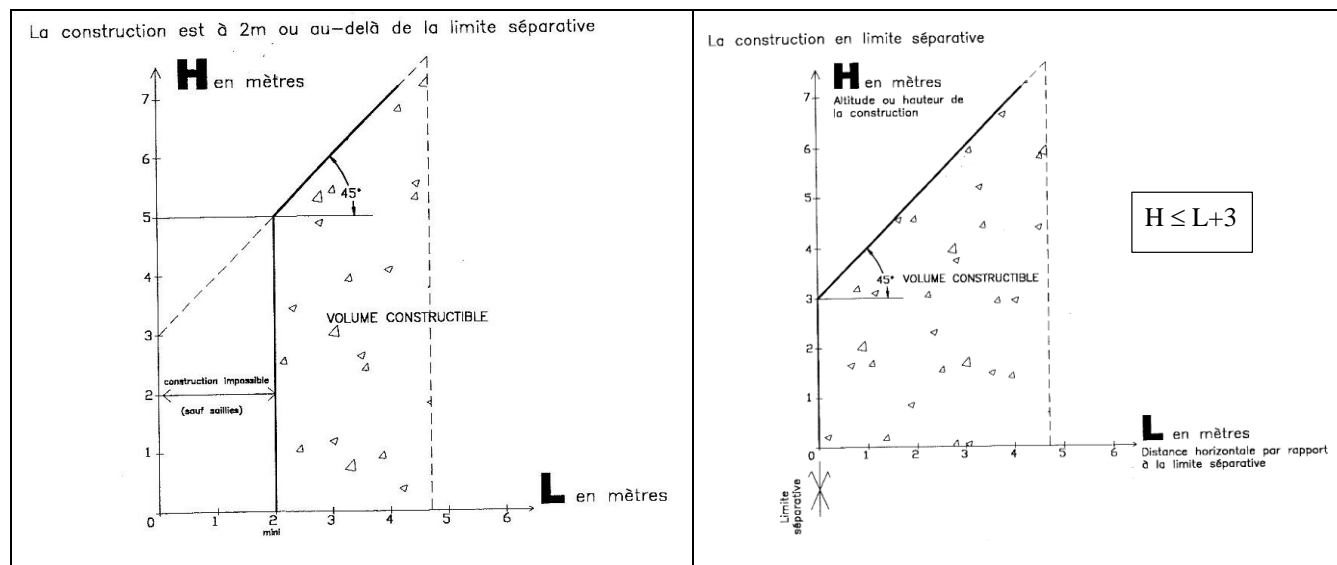 La construction est à 2m ou au-delà de la limite séparative
H en mètres
7
6
45°
5
4
VOLUME CONSTRUCTIBLE
3
construction impossible
2
(sauf saillies)
1
L en mètres
0 1 2 3 4 5 6
mini
La construction en limite séparative
H en mètres
Altitude ou hauteur de
la construction
7
6
5
H ≤ L+3
4
45° VOLUME CONSTRUCTIBLE
3
2
1
L en mètres
0 1 2 3 4 5 6
Distance horizontale par rapport
à la limite séparative
Limite
séparative